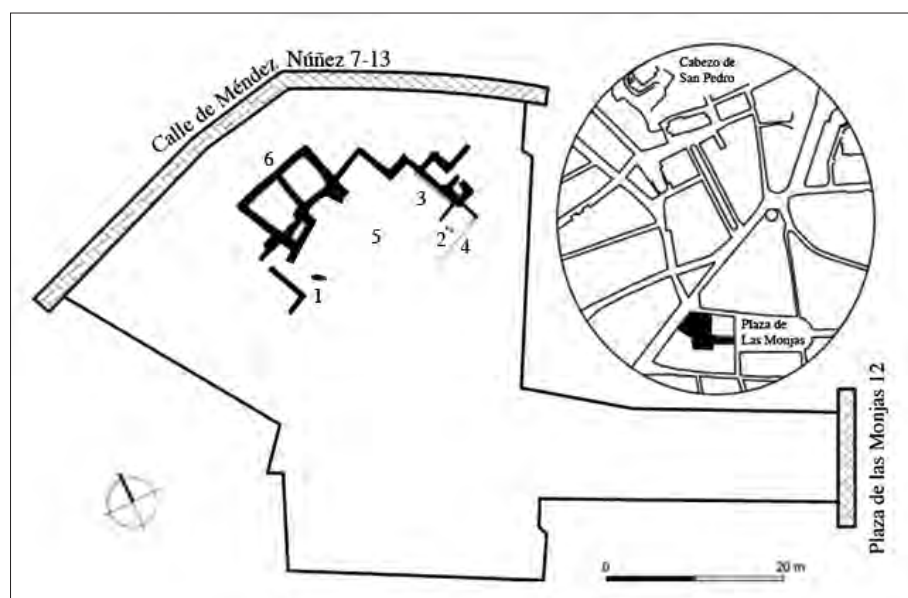 Calle de Méndez Núñez 7-13
Cabezo de
San Pedro
6
3
2
5
4
1
Plaza de
Las Monjas
Plaza de las Monjas 12
0
20 m